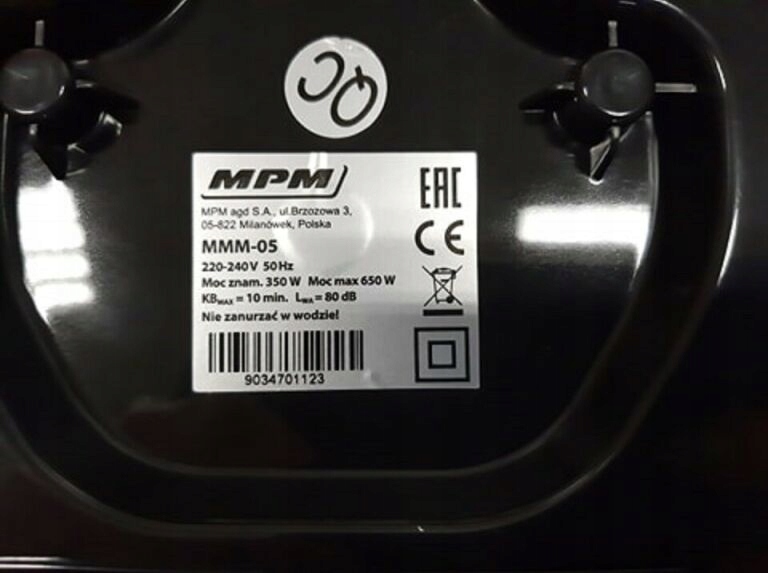 QC
MPM
MPM agd S.A., ul.Brzozowa 3,
05-822 Milanówek, Polska
MMM-05
220-240V 50Hz
Moc znam. 350 W Moc max 650 W
KBMAX = 10 min. LWA = 80 dB
Nie zanurzać w wodzie!
9034701123
EAC
CE